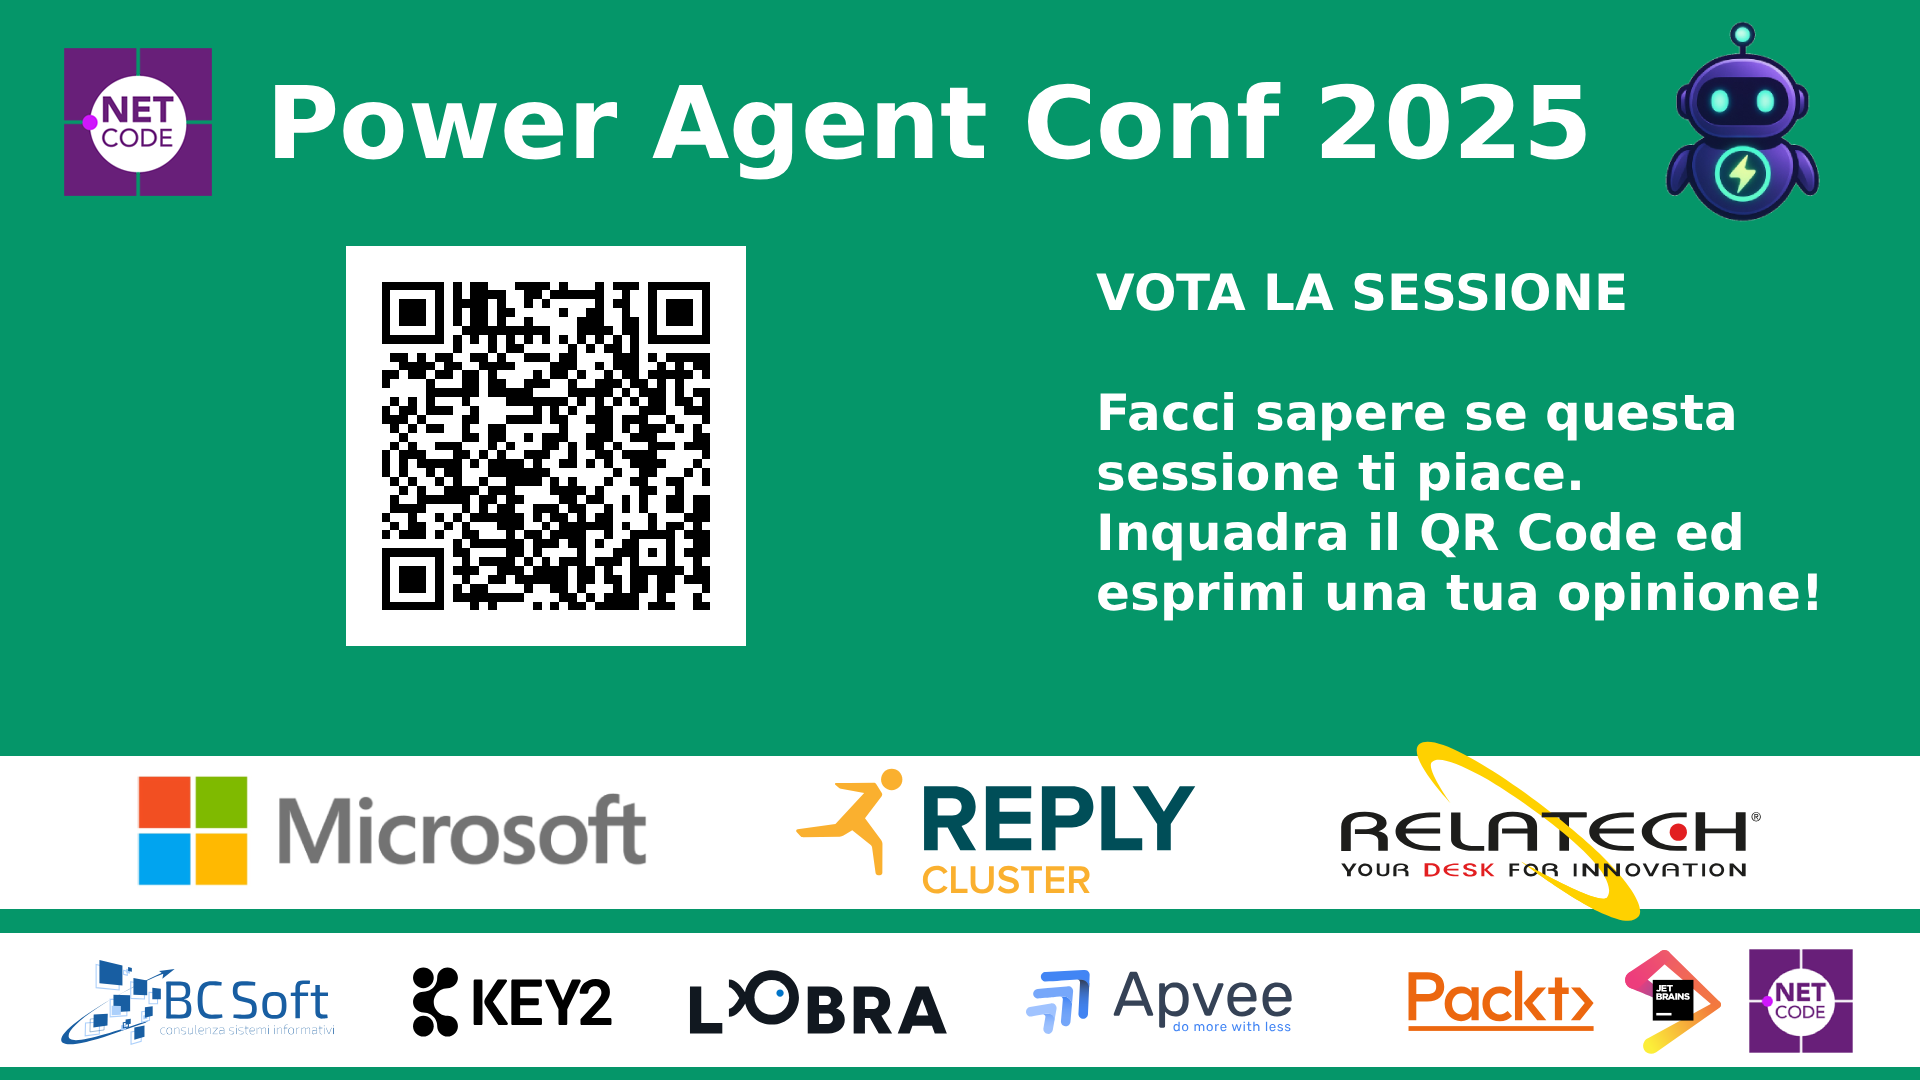 NET
CODE
Power Agent Conf 2025
VOTA LA SESSIONE
Facci sapere se questa
sessione ti piace.
Inquadra il QR Code ed
esprimi una tua opinione!
Microsoft
REPLY
CLUSTER
RELATECH®
YOUR DESK FOR INNOVATION
BC Soft
consulenza sistemi informativi
KEY2
LOBRA
Apvee
do more with less
Packt>
JET
BRAINS
NET
CODE